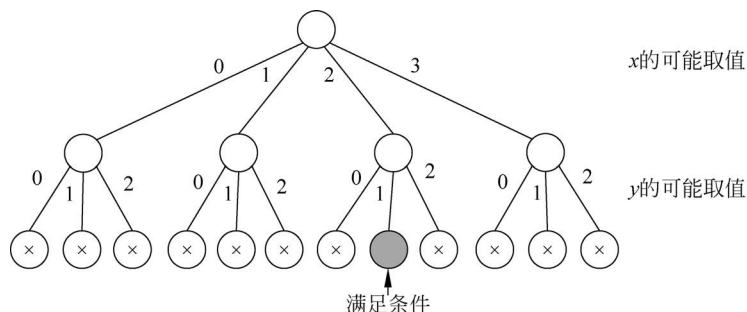 0 1 2 3 x的可能取值
0 1 2 0 1 2 0 1 2 0 1 2 y的可能取值
× × × × × × × × × × ×
满足条件